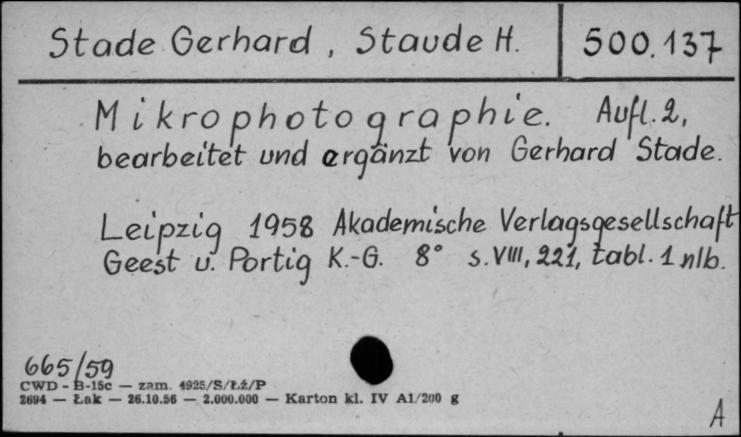 Stade Gerhard, Staude H. 500.137
Mikrophotographie. Aufl. 2,
bearbeitet und ergänzt von Gerhard Stade.
Leipzig 1958 Akademische Verlagsgesellschaft
Geest u. Portig K.-G. 8° s. VIII, 221, tabl. 1 nlb.
665/59
CWD - B-15c — zam. 4925/S/Łż/P
2694 — Łak — 26.10.56 — 2.000.000 — Karton kl. IV A1/200 g
A